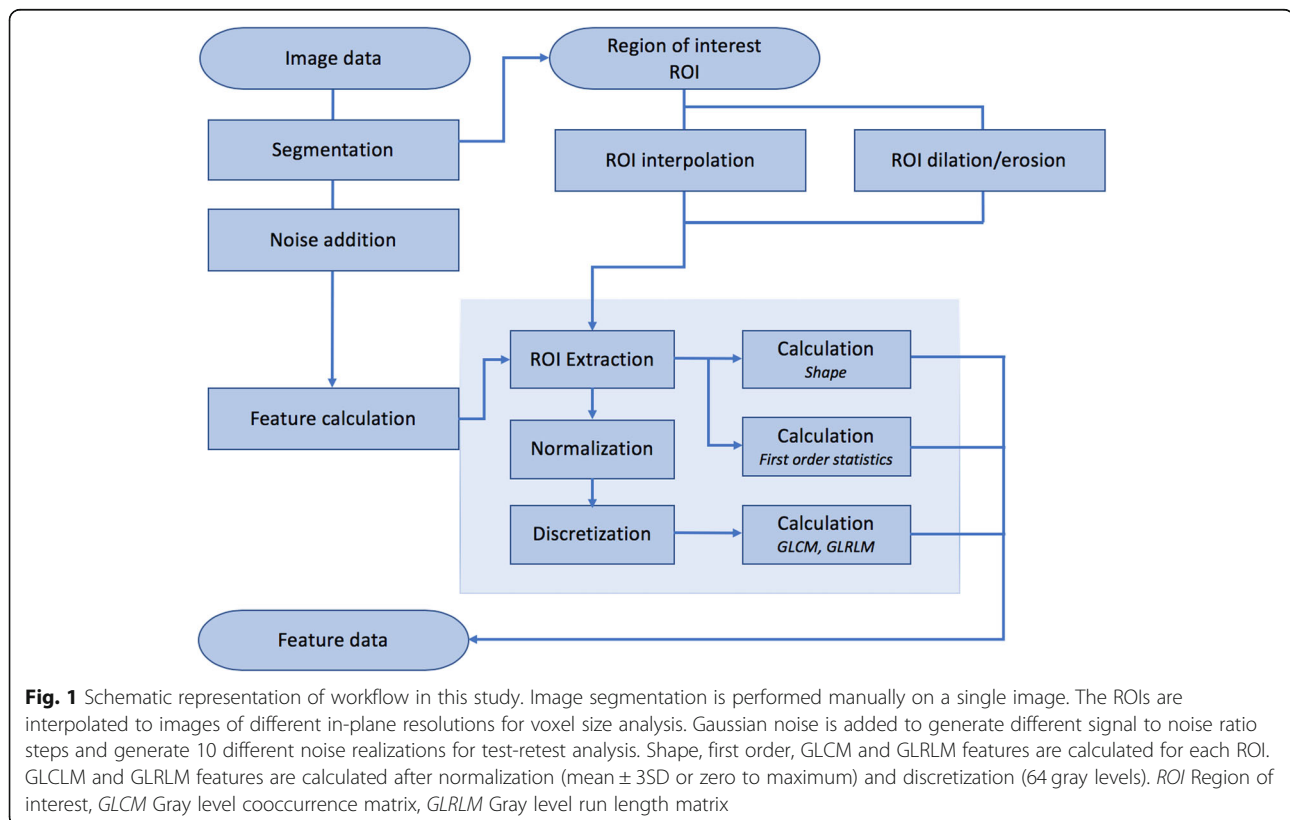 Image data
Region of interest
ROI
Segmentation
ROI interpolation
ROI dilation/erosion
Noise addition
ROI Extraction
Calculation
Shape
Feature calculation
Normalization
Calculation
First order statistics
Discretization
Calculation
GLCM, GLRLM
Feature data
Fig. 1 Schematic representation of workflow in this study. Image segmentation is performed manually on a single image. The ROIs are
interpolated to images of different in-plane resolutions for voxel size analysis. Gaussian noise is added to generate different signal to noise ratio
steps and generate 10 different noise realizations for test-retest analysis. Shape, first order, GLCM and GLRLM features are calculated for each ROI.
GLCLM and GLRLM features are calculated after normalization (mean ± 3SD or zero to maximum) and discretization (64 gray levels). ROI Region of
interest, GLCM Gray level cooccurrence matrix, GLRLM Gray level run length matrix